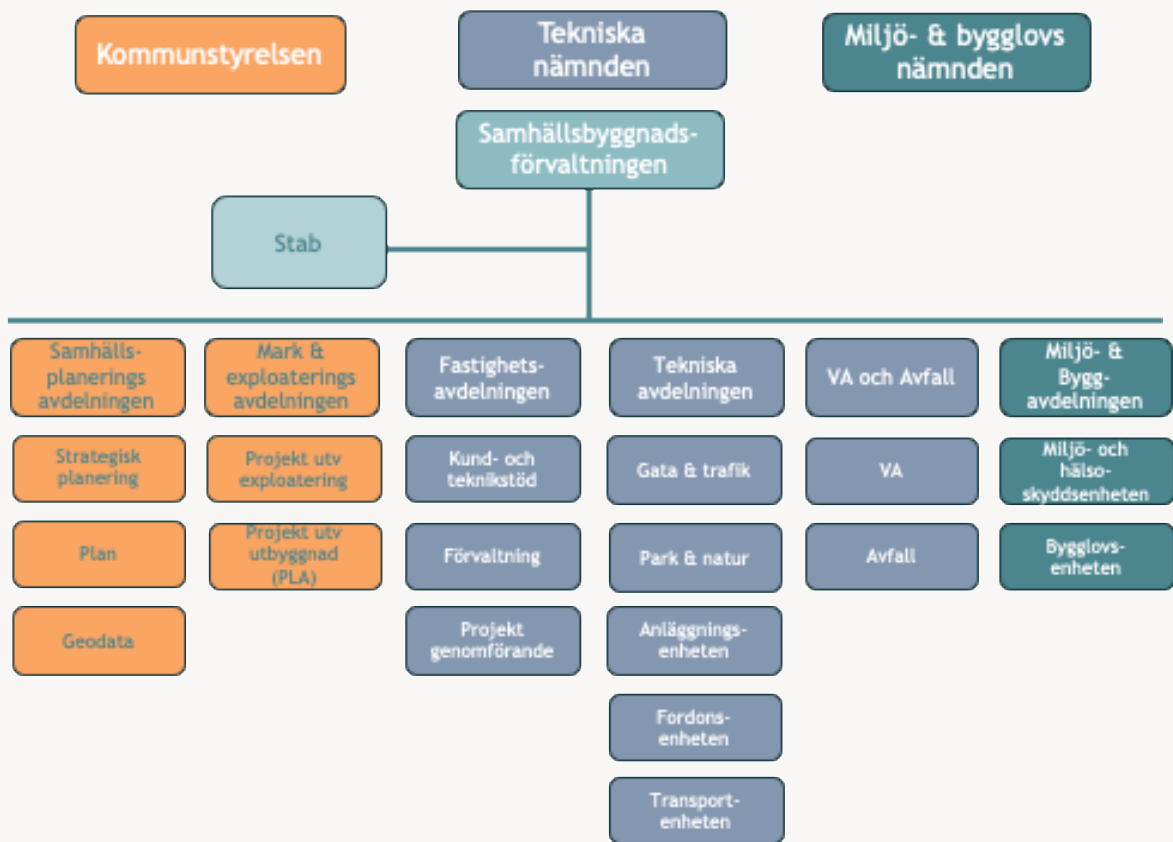 Kommunstyrelsen
Tekniska
nämnden
Miljö- & bygglovs
nämnden
Samhällsbyggnads-
förvaltningen
Stab
Samhälls-
planerings
avdelningen
Mark &
exploaterings
avdelningen
Fastighets-
avdelningen
Tekniska
avdelningen
VA och Avfall
Miljö- &
Bygg-
avdelningen
Strategisk
planering
Projekt utv
exploatering
Kund- och
teknikstöd
Gata & trafik
VA
Miljö- och
hälso-
skyddsenheten
Plan
Projekt utv
utbyggnad
(PLA)
Förvaltning
Park & natur
Avfall
Bygglovs-
enheten
Geodata
Projekt
genomförande
Anläggnings-
enheten
Fordons-
enheten
Transport-
enheten